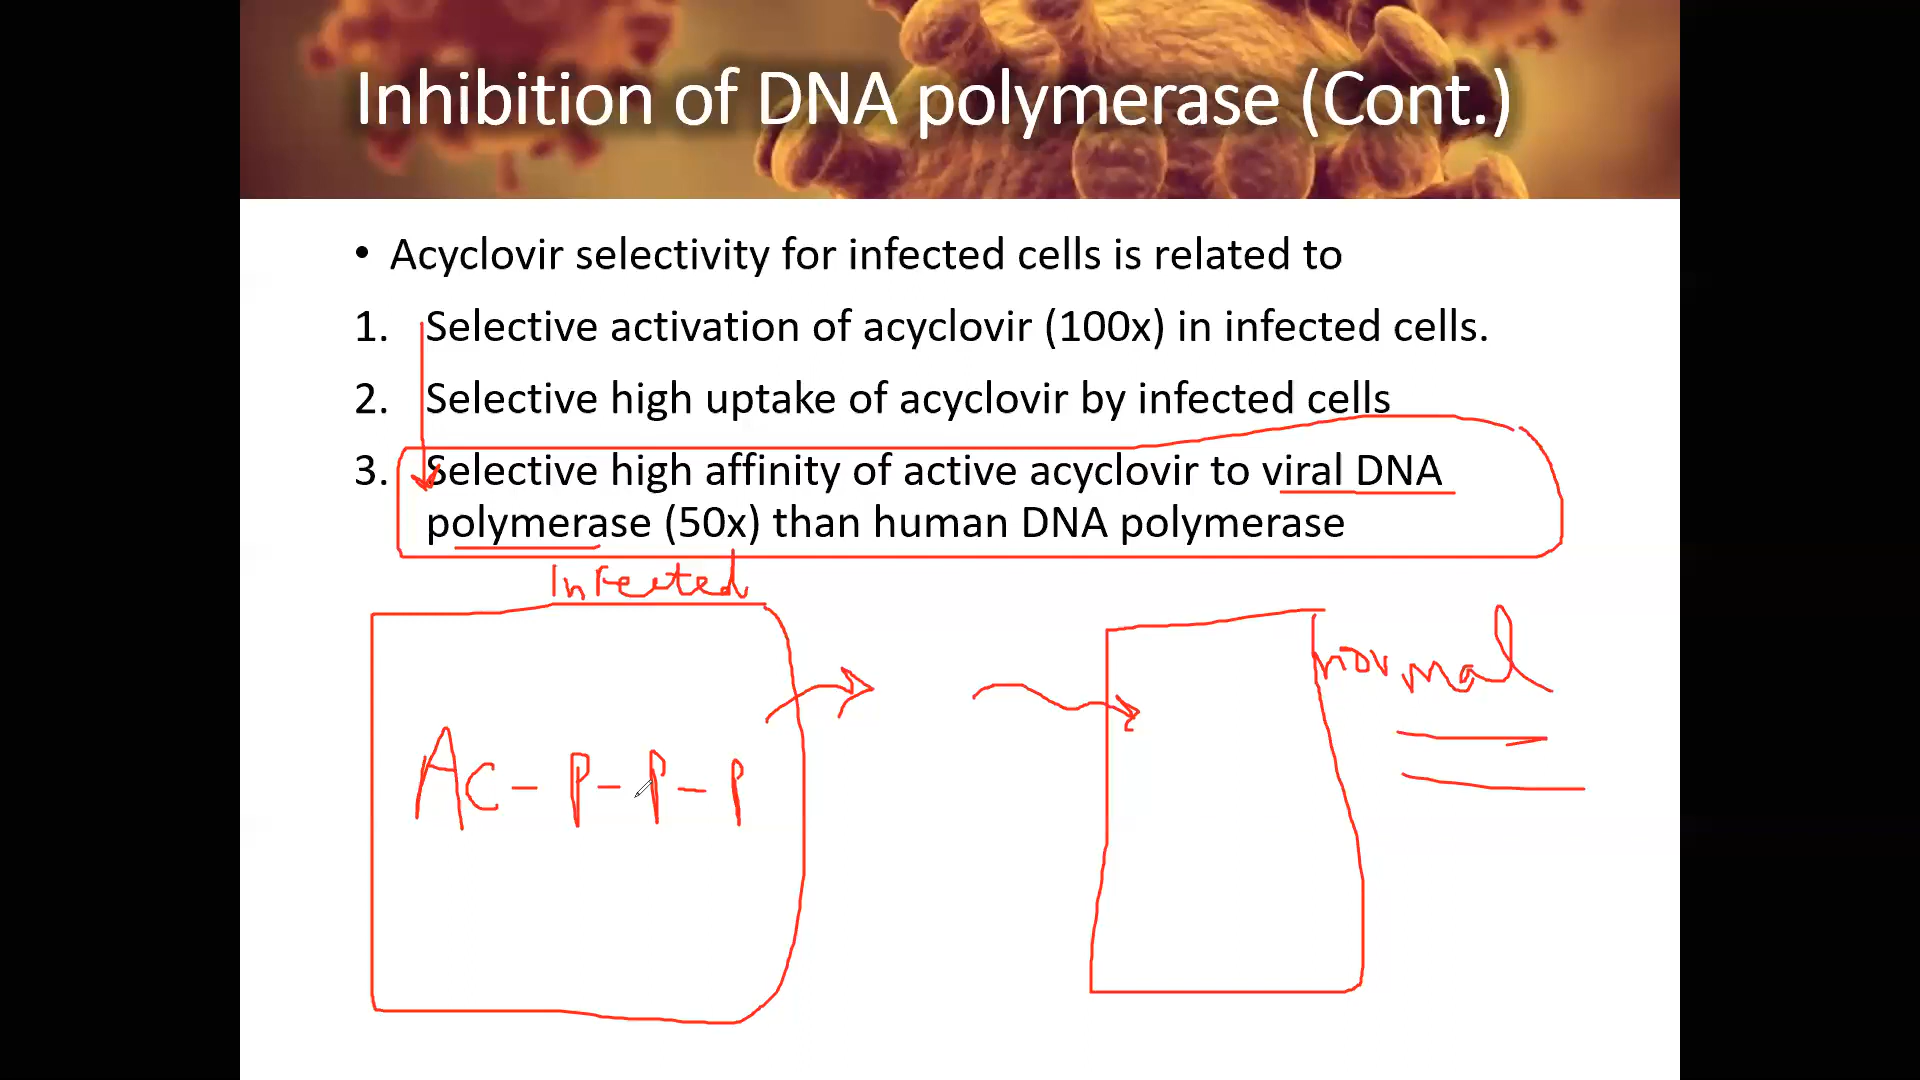 Inhibition of DNA polymerase (Cont.)
• Acyclovir selectivity for infected cells is related to
1. Selective activation of acyclovir (100x) in infected cells.
2. Selective high uptake of acyclovir by infected cells
3. Selective high affinity of active acyclovir to viral DNA
polymerase (50x) than human DNA polymerase
Infected
normal
Ac - P - P - P